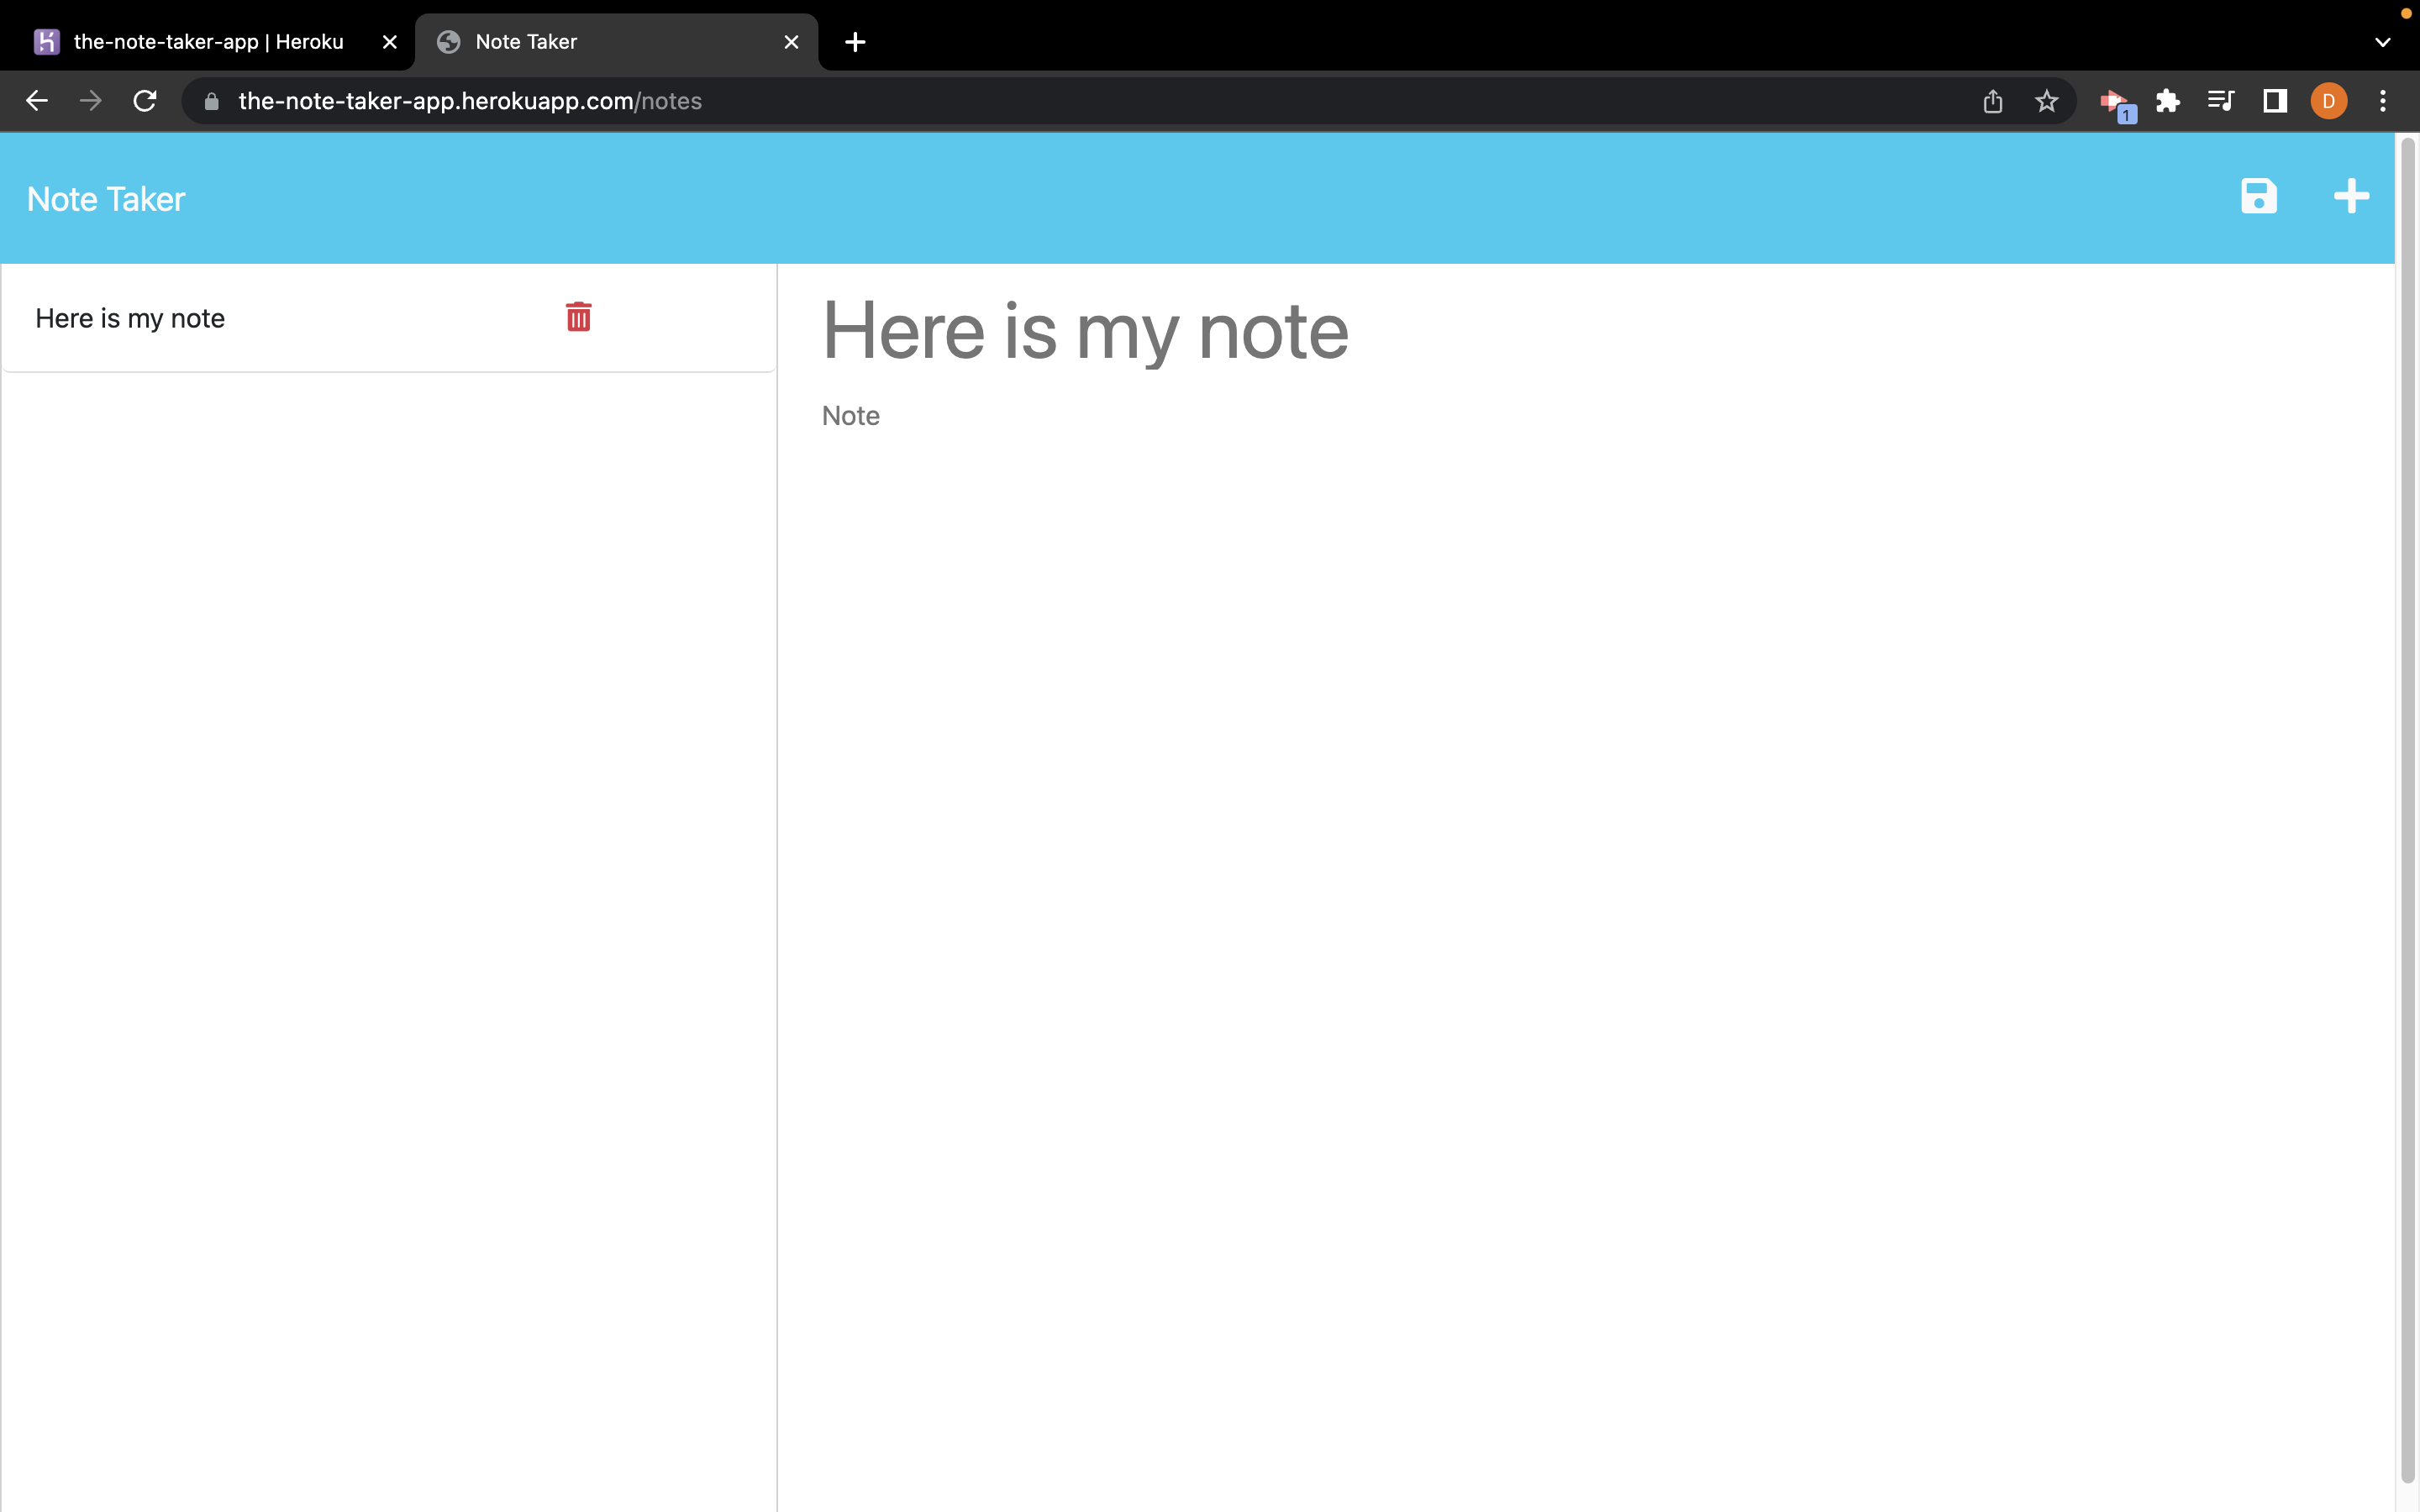 the-note-taker-app | Heroku
Note Taker
the-note-taker-app.herokuapp.com/notes
1
D
Note Taker
Here is my note
Here is my note
Note